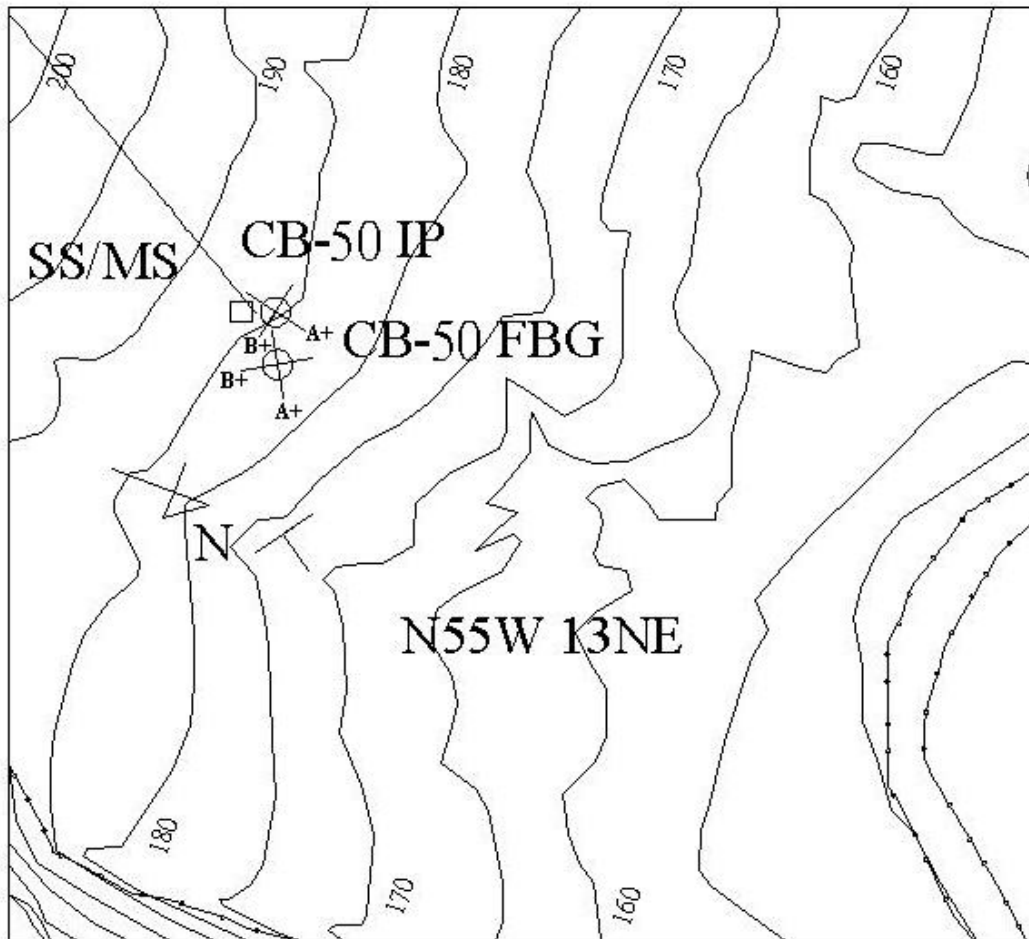 200
190
180
170
160
CB-50 IP
SS/MS
A+
CB-50 FBG
B+
B+
A+
N
N55W 13NE
180
170
160